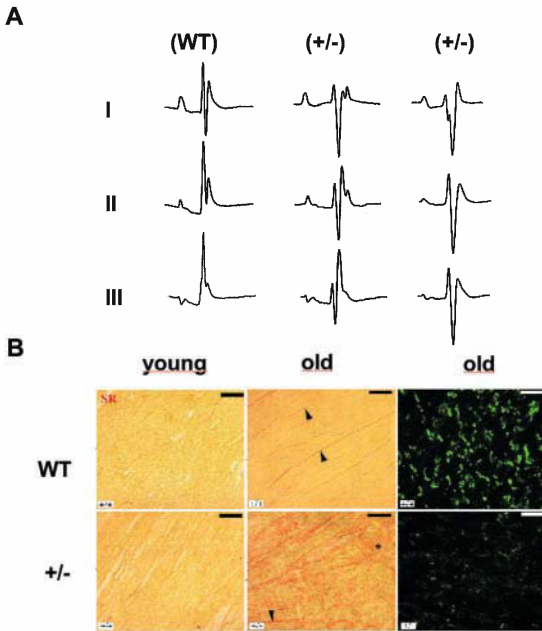 A
(WT) (+/-) (+/-)
I
II
III
B
young old old
SR
WT
+/-